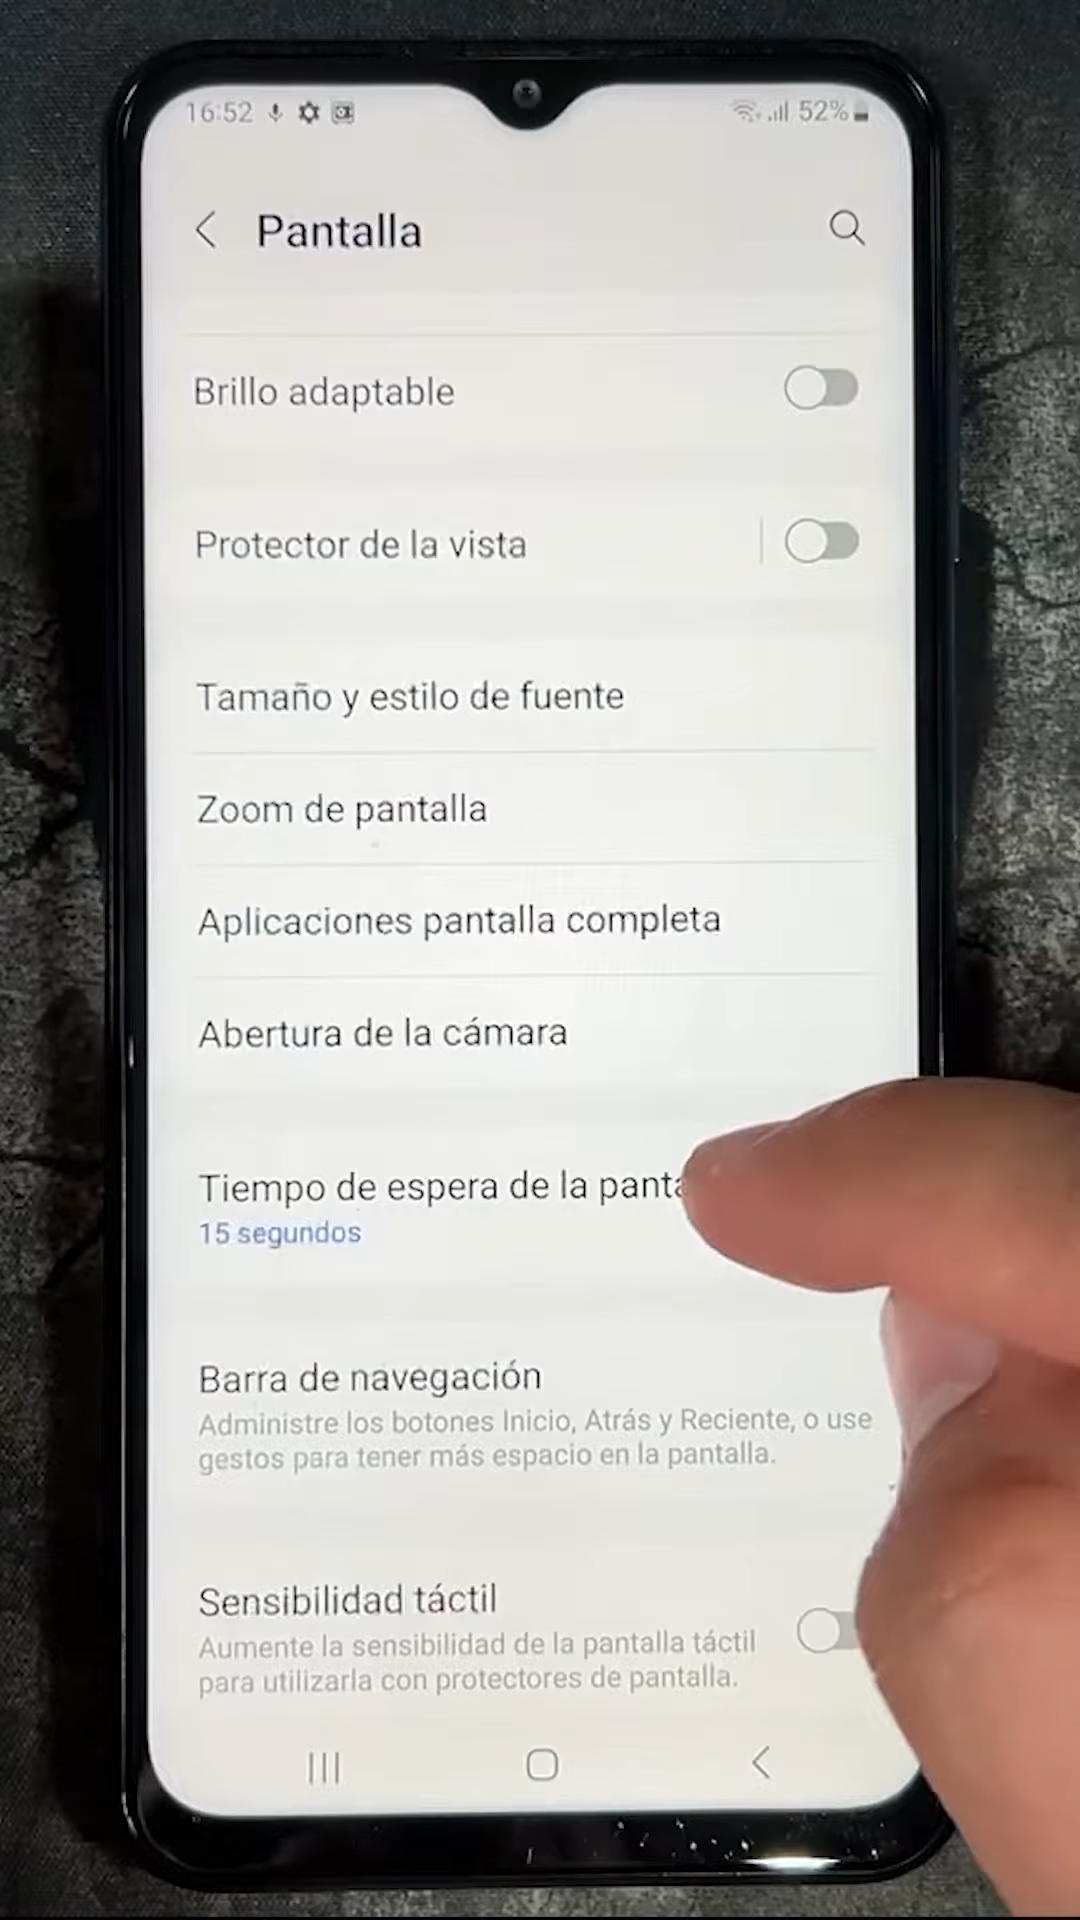 16:52
52%
Pantalla
Brillo adaptable
Protector de la vista
Tamaño y estilo de fuente
Zoom de pantalla
Aplicaciones pantalla completa
Abertura de la cámara
Tiempo de espera de la panta
15 segundos
Barra de navegación
Administre los botones Inicio, Atrás y Reciente, o use
gestos para tener más espacio en la pantalla.
Sensibilidad táctil
Aumente la sensibilidad de la pantalla táctil
para utilizarla con protectores de pantalla.